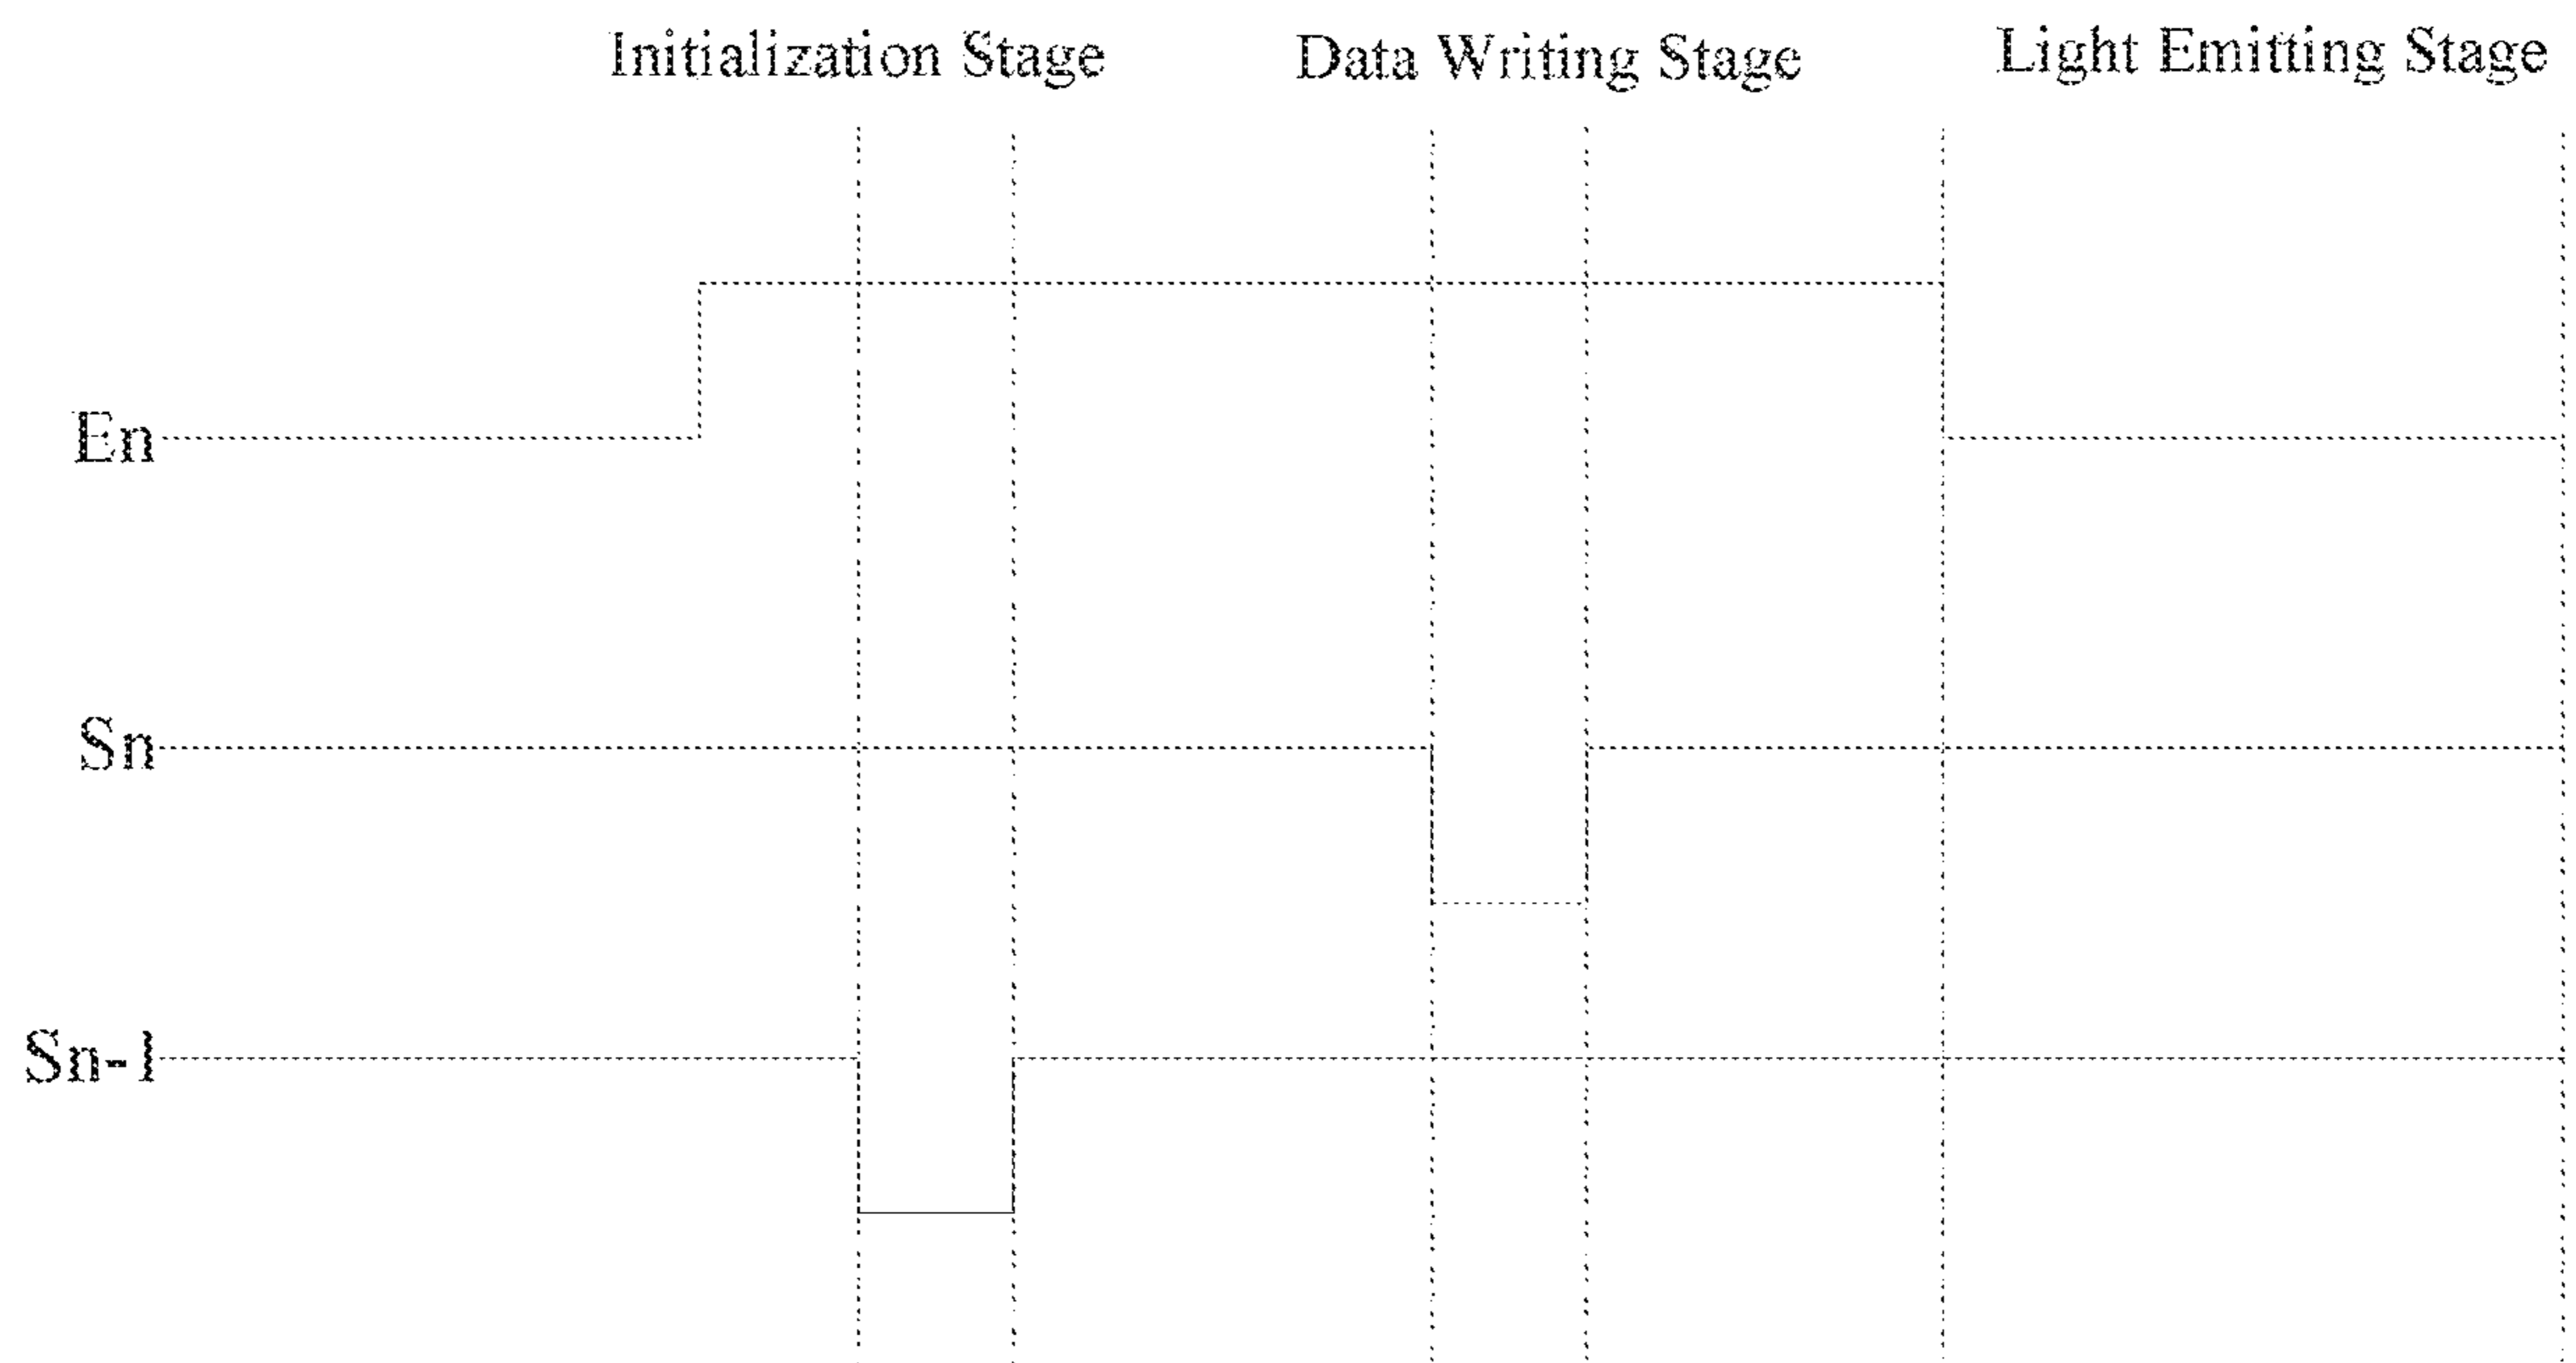 Initialization Stage
Data Writing Stage
Light Emitting Stage
En
Sn
Sn-1